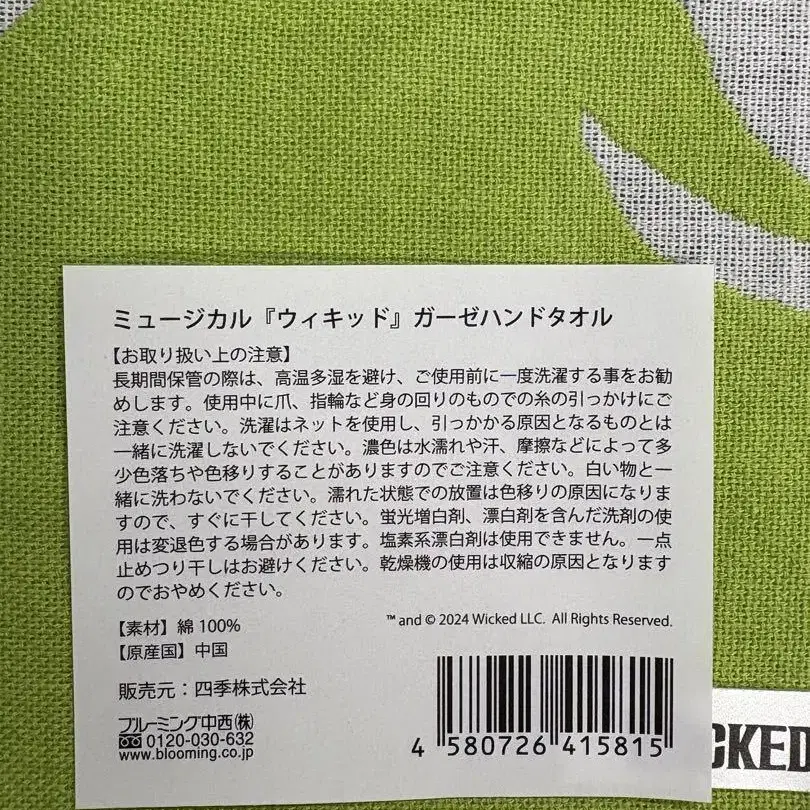 ミュージカル『ウィキッド』ガーゼハンドタオル
【お取り扱い上の注意】
長期間保管の際は、高温多湿を避け、ご使用前に一度洗濯する事をお勧
めします。使用中に爪、指輪など身の回りのものでの糸の引っかけにご
注意ください。洗濯はネットを使用し、引っかかる原因となるものとは
一緒に洗濯しないでください。濃色は水濡れや汗、摩擦などによって多
少色落ちや色移りすることがありますのでご注意ください。白い物と一
緒に洗わないでください。濡れた状態での放置は色移りの原因になりま
すので、すぐに干してください。蛍光増白剤、漂白剤を含んだ洗剤の使
用は変退色する場合があります。塩素系漂白剤は使用できません。一点
止めつり干しはお避けください。乾燥機の使用は収縮の原因となります
のでおやめください。
™ and © 2024 Wicked LLC. All Rights Reserved.
【素材】綿 100%
【原産国】中国
販売元：四季株式会社
ブルーミング中西㈱
0120-030-632
www.blooming.co.jp
4 580726 415815
CKED